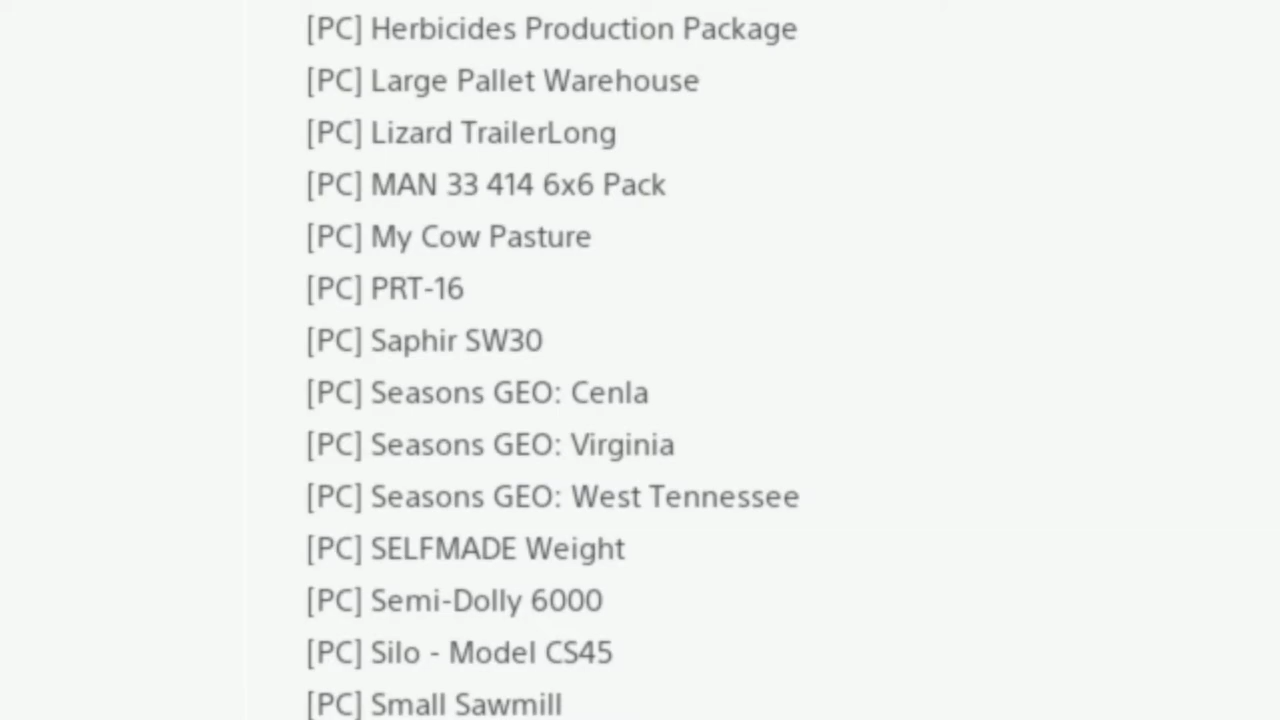 [PC] Herbicides Production Package
[PC] Large Pallet Warehouse
[PC] Lizard TrailerLong
[PC] MAN 33 414 6x6 Pack
[PC] My Cow Pasture
[PC] PRT-16
[PC] Saphir SW30
[PC] Seasons GEO: Cenla
[PC] Seasons GEO: Virginia
[PC] Seasons GEO: West Tennessee
[PC] SELFMADE Weight
[PC] Semi-Dolly 6000
[PC] Silo - Model CS45
[PC] Small Sawmill